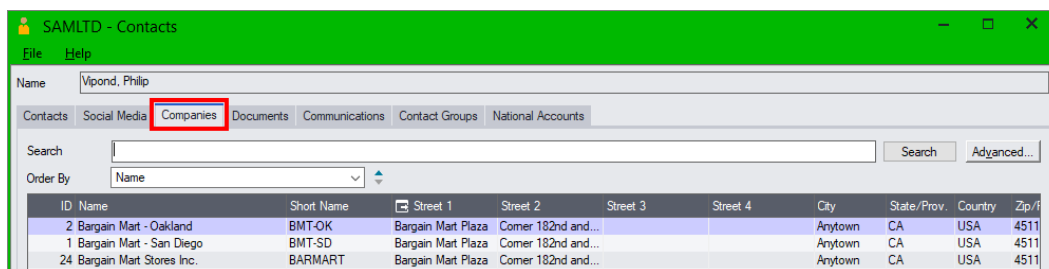 SAMLTD - Contacts
File Help
Name Vipond, Philip
Contacts Social Media Companies Documents Communications Contact Groups National Accounts
Search Search Advanced...
Order By Name
ID Name Short Name Street 1 Street 2 Street 3 Street 4 City State/Prov. Country Zip/
2 Bargain Mart - Oakland BMT-OK Bargain Mart Plaza Corner 182nd and... Anytown CA USA 4511
1 Bargain Mart - San Diego BMT-SD Bargain Mart Plaza Corner 182nd and... Anytown CA USA 4511
24 Bargain Mart Stores Inc. BARMART Bargain Mart Plaza Corner 182nd and... Anytown CA USA 4511